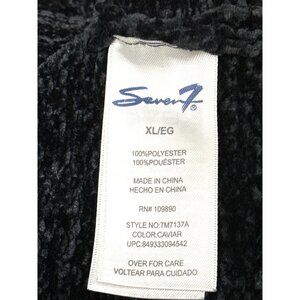 Seven7®
XL/EG
100%POLYESTER
100%POLIÉSTER
MADE IN CHINA
HECHO EN CHINA
RN# 109890
STYLE NO:7M7137A
COLOR:CAVIAR
UPC:849333094542
OVER FOR CARE
VOLTEAR PARA CUIDADO